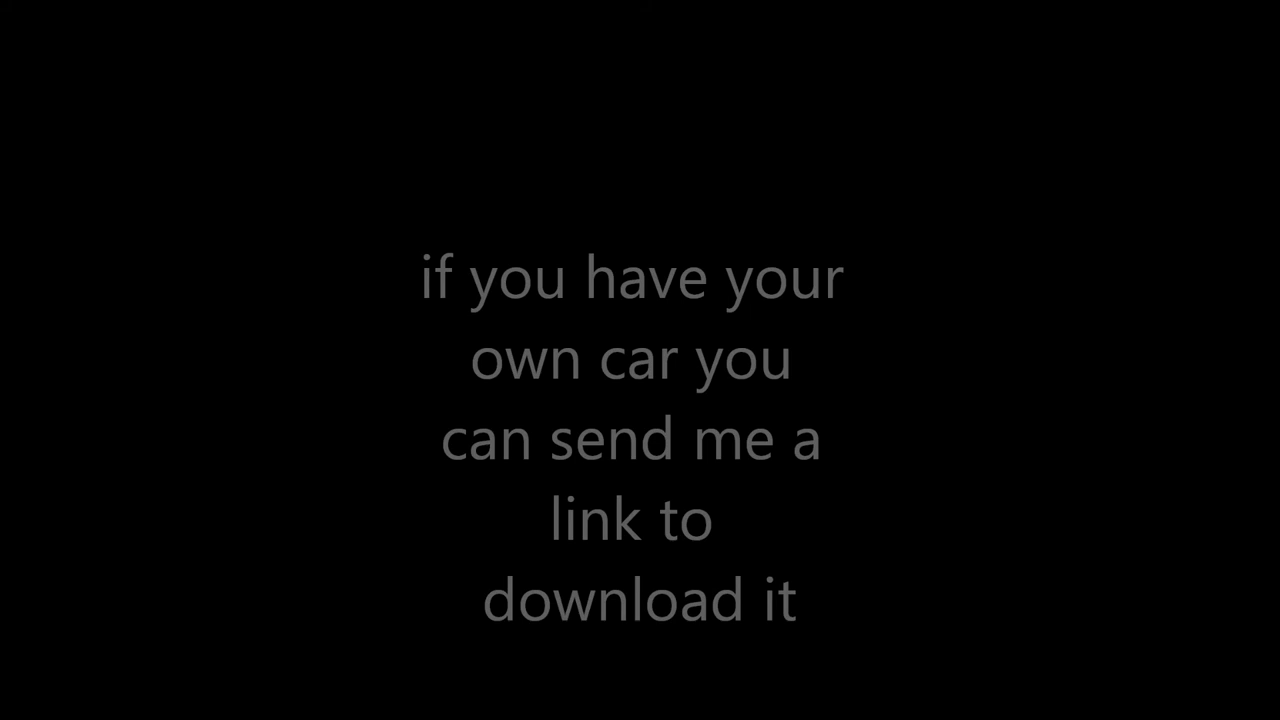 if you have your
own car you
can send me a
link to
download it